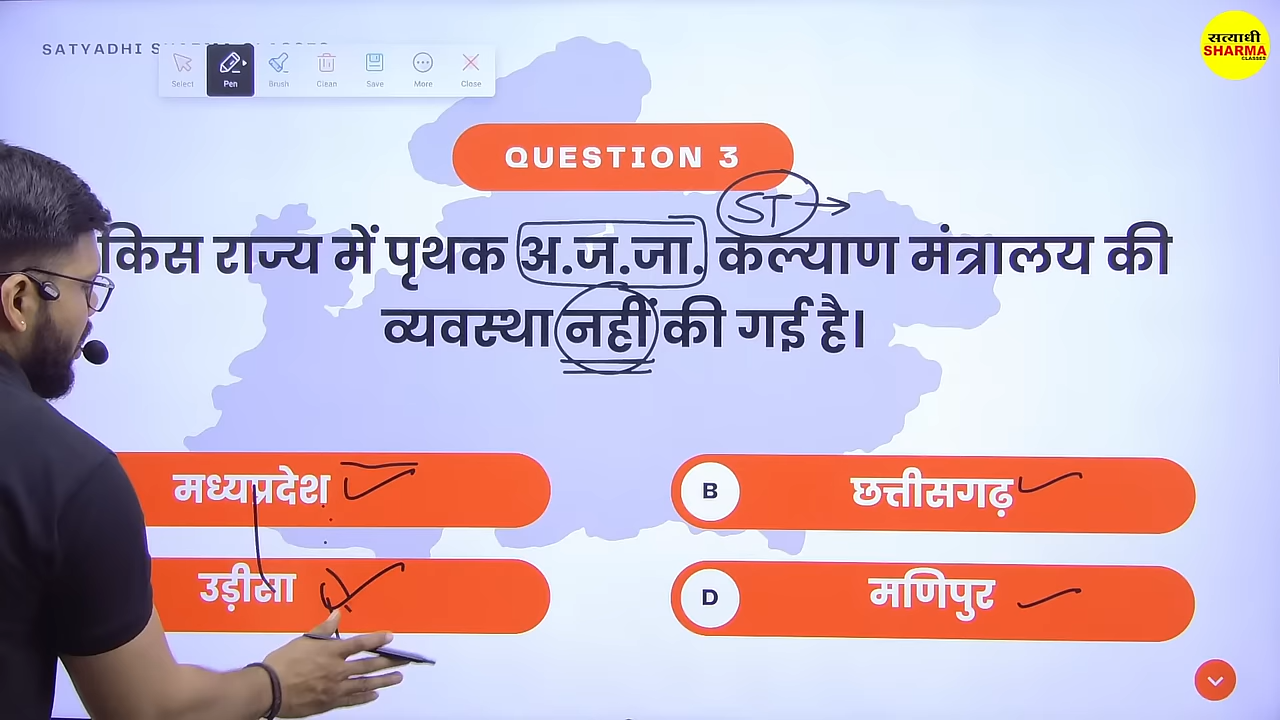 सत्याधी
SHARMA
CLASSES
Select
Pen
Brush
Clean
Save
More
Close
QUESTION 3
ST
किस राज्य में पृथक अ.ज.जा. कल्याण मंत्रालय की
व्यवस्था नहीं की गई है।
मध्यप्रदेश
B छत्तीसगढ़
उड़ीसा
D मणिपुर